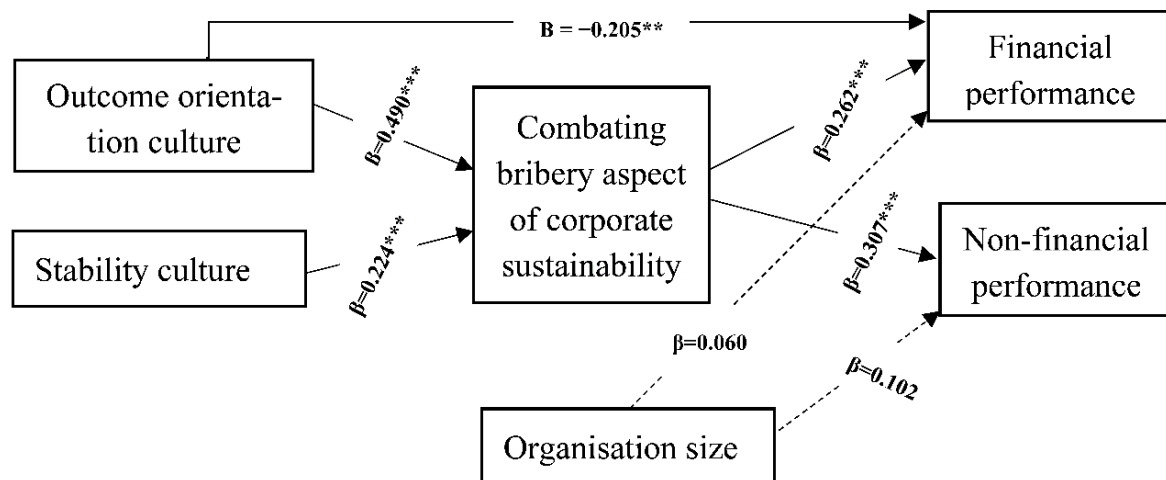 B = −0.205**
Outcome orienta-
tion culture
Stability culture
β=0.490***
β=0.224***
Combating
bribery aspect
of corporate
sustainability
β=0.262***
β=0.307***
Financial
performance
Non-financial
performance
β=0.060
β=0.102
Organisation size